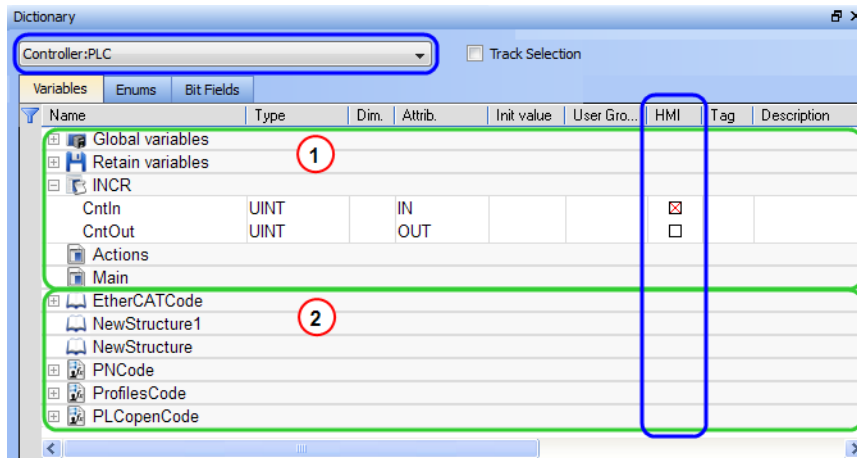 Dictionary
Controller:PLC
Track Selection
Variables Enums Bit Fields
Name Type Dim. Attrib. Init value User Gro... HMI Tag Description
Global variables
1
Retain variables
INCR
CntIn UINT IN
CntOut UINT OUT
Actions
Main
EtherCATCode
2
NewStructure1
NewStructure
PNCode
ProfilesCode
PLCopenCode